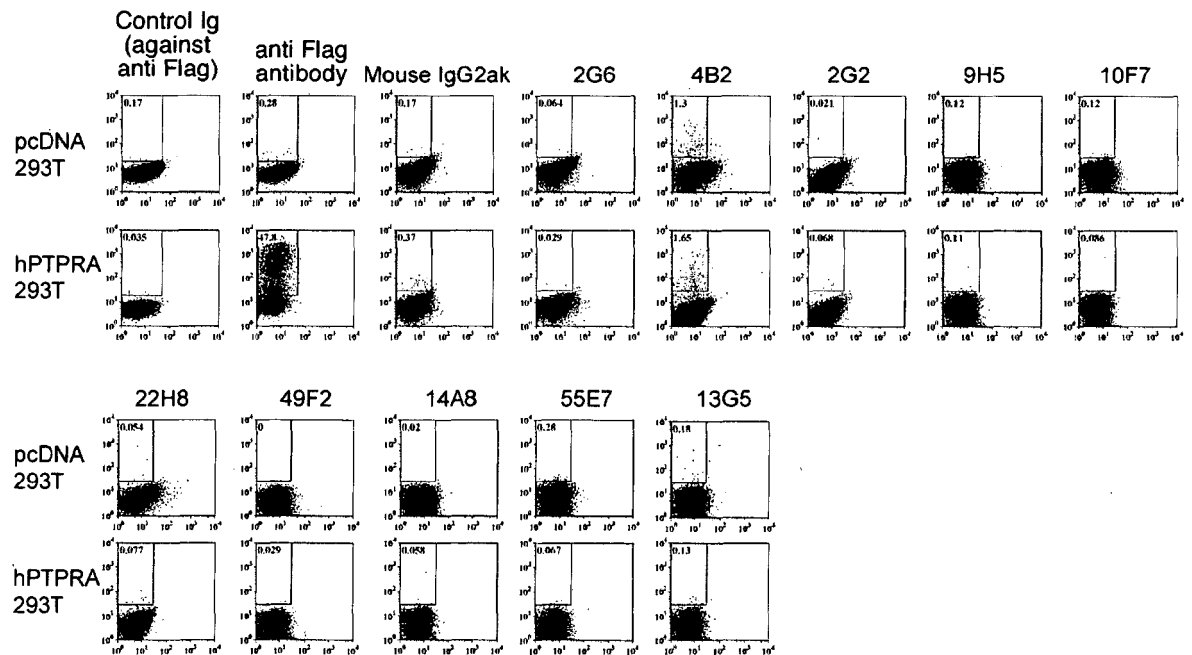 Control Ig
(against
anti Flag)
anti Flag
antibody
Mouse IgG2ak
2G6
4B2
2G2
9H5
10F7
pcDNA
293T
0.17
0.28
0.17
0.064
1.3
0.021
0.12
0.12
hPTPRA
293T
0.035
47.8
0.37
0.029
1.65
0.068
0.11
0.086
22H8
49F2
14A8
55E7
13G5
pcDNA
293T
0.054
0
0.02
0.28
0.18
hPTPRA
293T
0.077
0.029
0.058
0.067
0.13